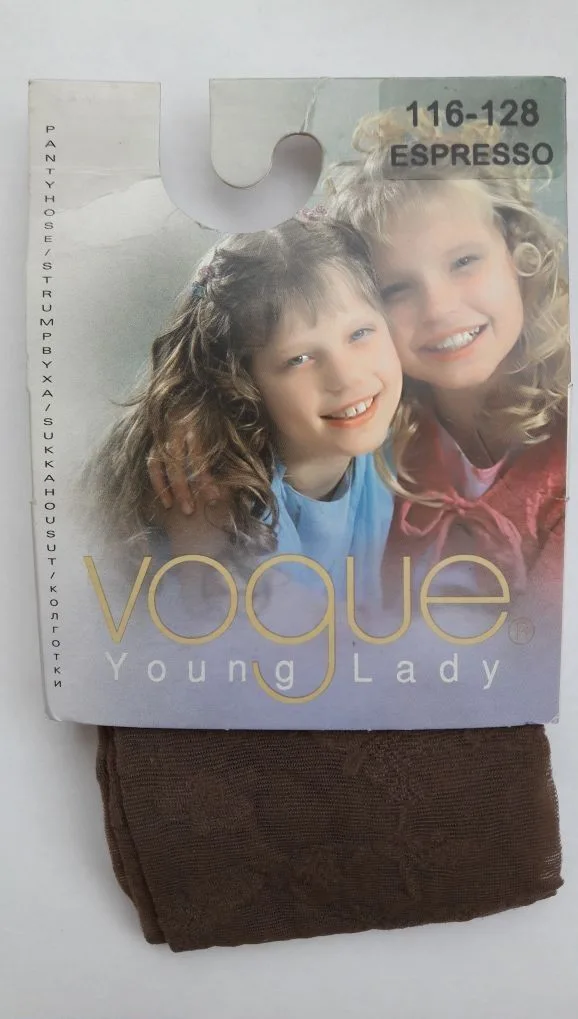 116-128
ESPRESSO
PANTYHOSE/STRUMPBYXA/SUKKAHOUSUT/КОЛГОТКИ
vogue
Young Lady